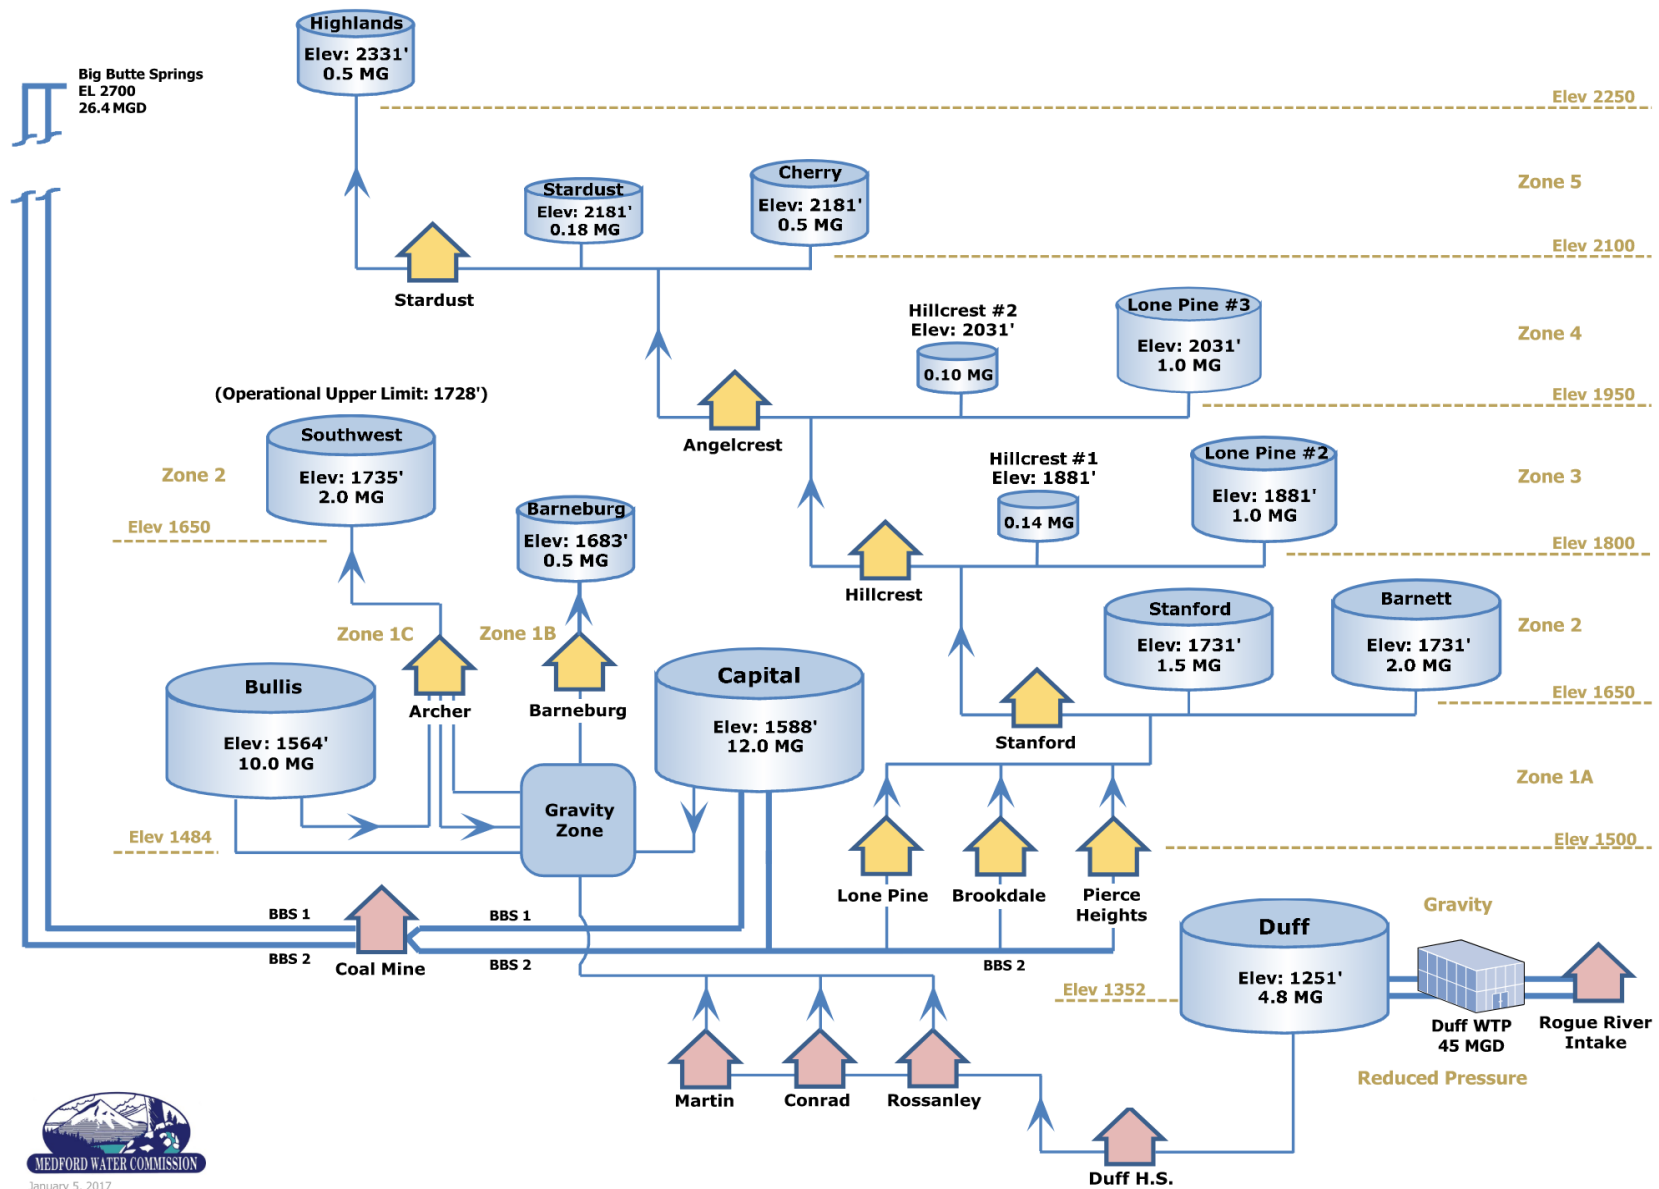 Highlands
Elev: 2331'
0.5 MG
Big Butte Springs
EL 2700
26.4 MGD
Elev 2250
Zone 5
Stardust
Elev: 2181'
0.18 MG
Cherry
Elev: 2181'
0.5 MG
Elev 2100
Stardust
Hillcrest #2
Elev: 2031'
0.10 MG
Lone Pine #3
Elev: 2031'
1.0 MG
Zone 4
Elev 1950
Angelcrest
(Operational Upper Limit: 1728')
Southwest
Elev: 1735'
2.0 MG
Zone 2
Elev 1650
Barneburg
Elev: 1683'
0.5 MG
Hillcrest #1
Elev: 1881'
0.14 MG
Lone Pine #2
Elev: 1881'
1.0 MG
Zone 3
Elev 1800
Hillcrest
Stanford
Elev: 1731'
1.5 MG
Barnett
Elev: 1731'
2.0 MG
Zone 2
Elev 1650
Zone 1C
Zone 1B
Bullis
Elev: 1564'
10.0 MG
Archer
Barneburg
Capital
Elev: 1588'
12.0 MG
Stanford
Zone 1A
Gravity
Zone
Elev 1484
Elev 1500
Lone Pine
Brookdale
Pierce
Heights
BBS 1
BBS 1
BBS 2
BBS 2
BBS 2
Coal Mine
Gravity
Duff
Elev: 1251'
4.8 MG
Elev 1352
Duff WTP
45 MGD
Rogue River
Intake
Reduced Pressure
Martin
Conrad
Rossanley
Duff H.S.
MEDFORD WATER COMMISSION
January 5, 2017